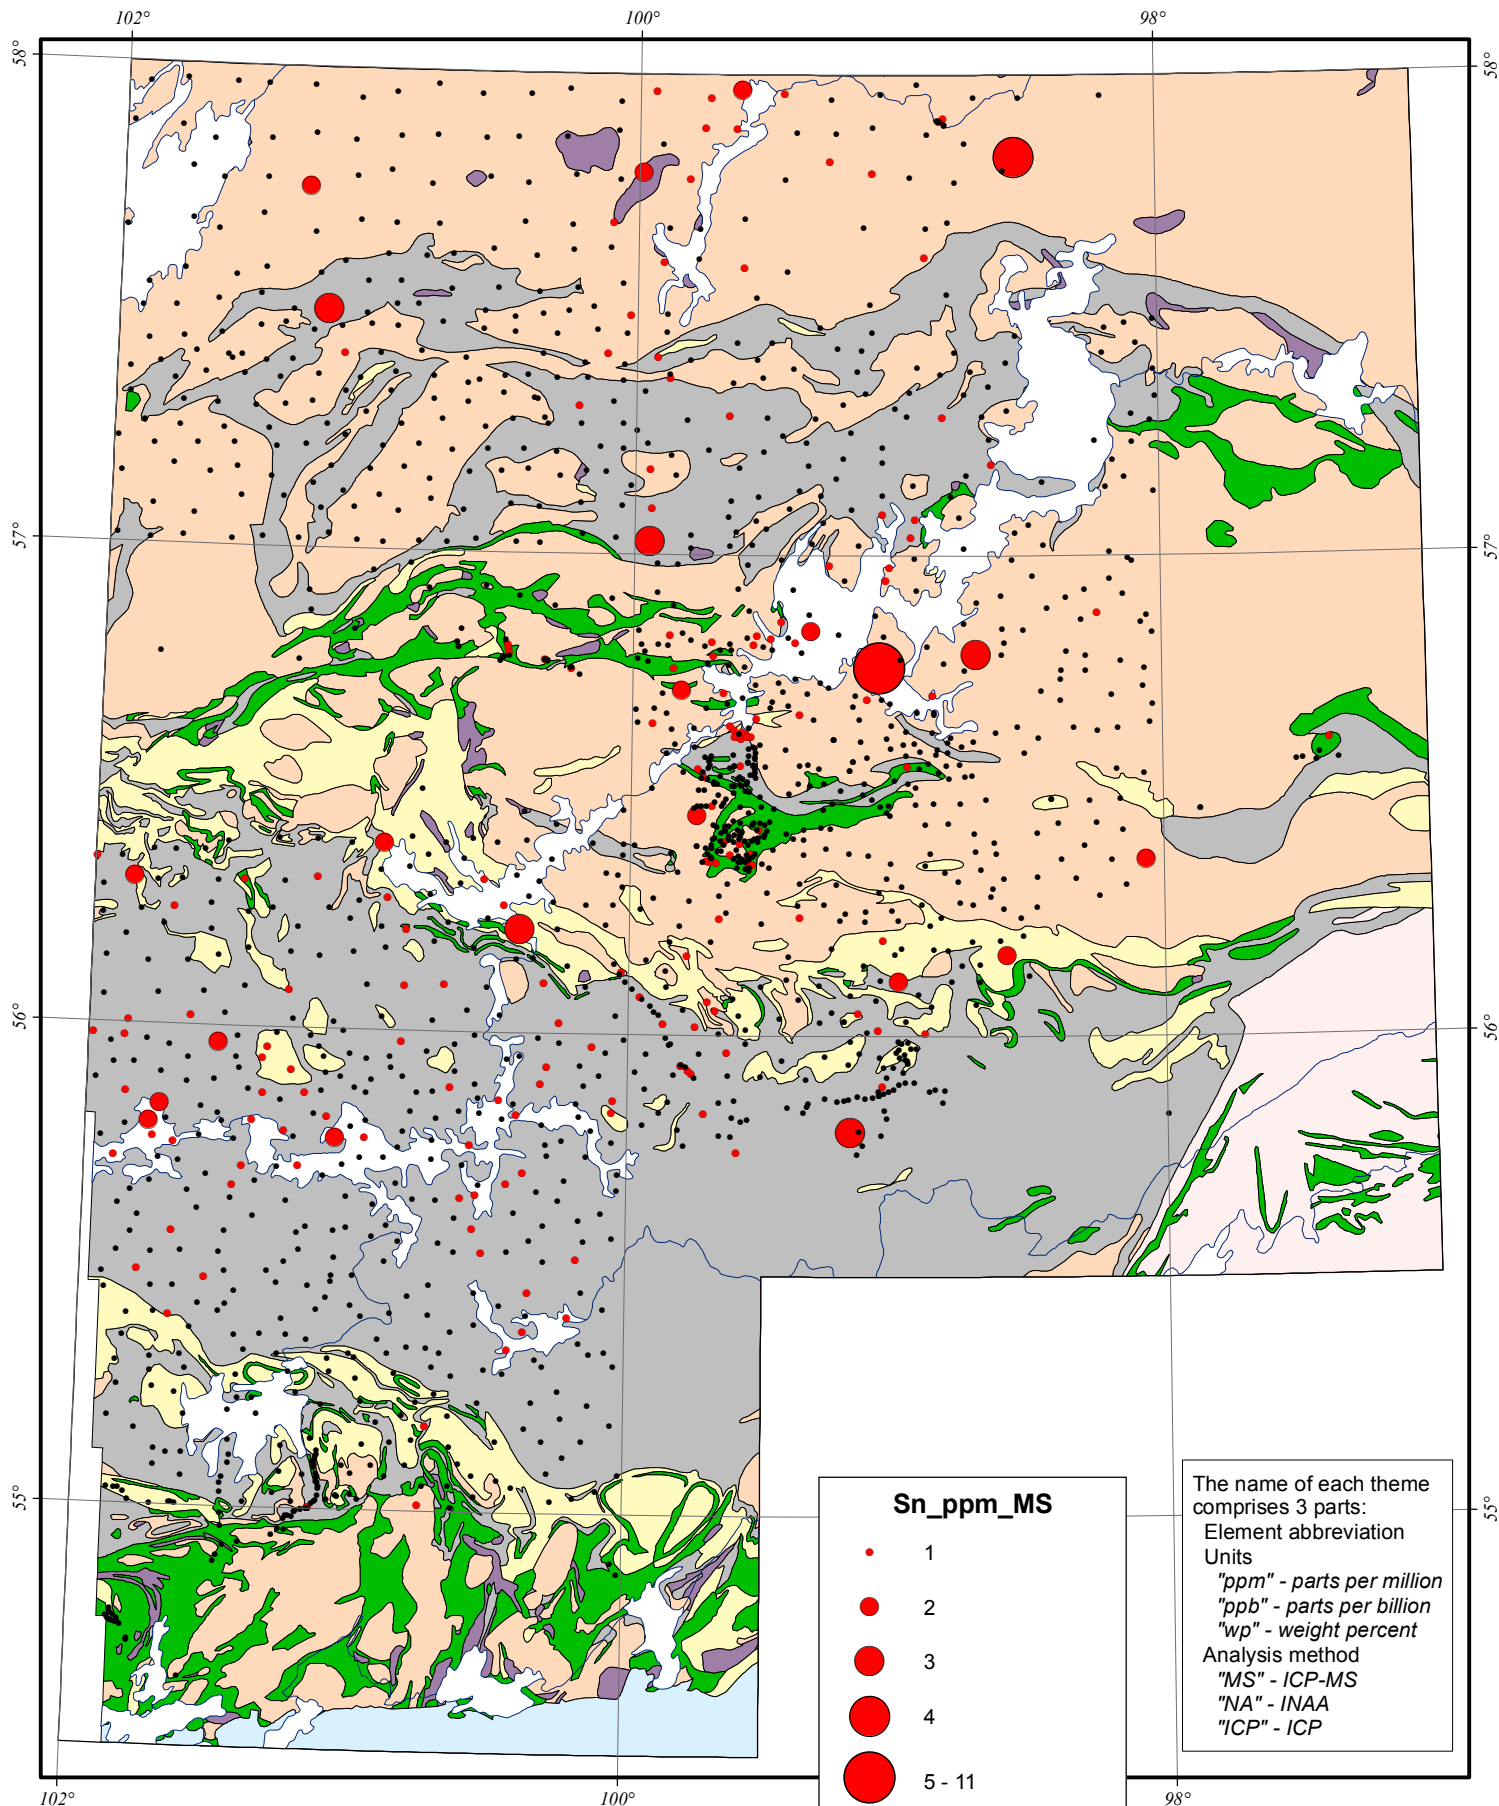 102°
100°
98°
58°
58°
57°
57°
56°
56°
55°
55°
Sn_ppm_MS
1
2
3
4
5 - 11
The name of each theme
comprises 3 parts:
Element abbreviation
Units
"ppm" - parts per million
"ppb" - parts per billion
"wp" - weight percent
Analysis method
"MS" - ICP-MS
"NA" - INAA
"ICP" - ICP
102°
100°
98°